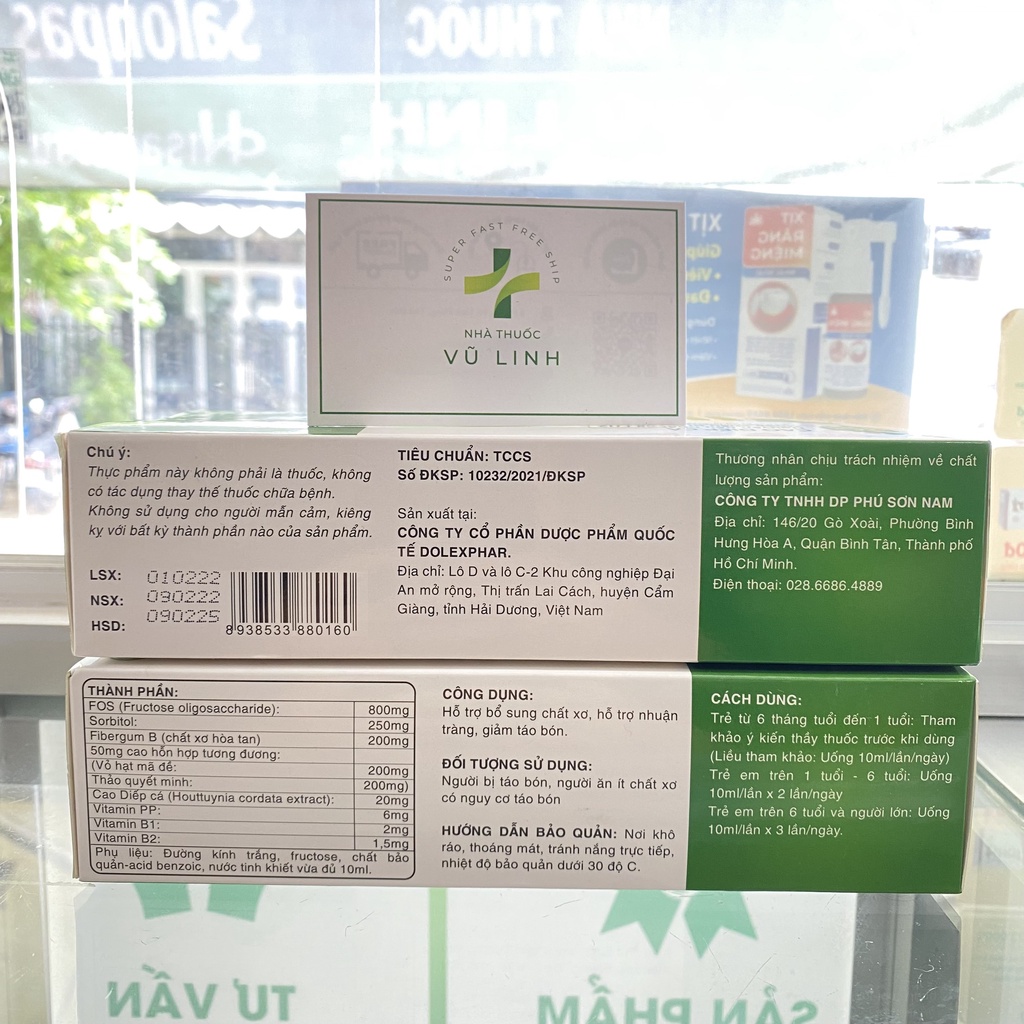 Salonpas
NHÀ THUỐC
LINH
SUPER FAST FREE SHIP
NHÀ THUỐC
VŨ LINH
XỊT
RĂNG
MIỆNG
XỊT
Giúp
Chú ý:
Thực phẩm này không phải là thuốc, không
có tác dụng thay thế thuốc chữa bệnh.
Không sử dụng cho người mẫn cảm, kiêng
kỵ với bất kỳ thành phần nào của sản phẩm.
LSX: 010222
NSX: 090222
HSD: 090225
8 938533 880160
TIÊU CHUẨN: TCCS
Số ĐKSP: 10232/2021/ĐKSP
Sản xuất tại:
CÔNG TY CỔ PHẦN DƯỢC PHẨM QUỐC
TẾ DOLEXPHAR.
Địa chỉ: Lô D và lô C-2 Khu công nghiệp Đại
An mở rộng, Thị trấn Lai Cách, huyện Cẩm
Giàng, tỉnh Hải Dương, Việt Nam
Thương nhân chịu trách nhiệm về chất
lượng sản phẩm:
CÔNG TY TNHH DP PHÚ SƠN NAM
Địa chỉ: 146/20 Gò Xoài, Phường Bình
Hưng Hòa A, Quận Bình Tân, Thành phố
Hồ Chí Minh.
Điện thoại: 028.6686.4889
THÀNH PHẦN:
FOS (Fructose oligosaccharide): 800mg
Sorbitol: 250mg
Fibergum B (chất xơ hòa tan) 200mg
50mg cao hỗn hợp tương đương:
(Vỏ hạt mã đề: 200mg
Thảo quyết minh: 200mg)
Cao Diếp cá (Houttuynia cordata extract): 20mg
Vitamin PP: 6mg
Vitamin B1: 2mg
Vitamin B2: 1,5mg
Phụ liệu: Đường kính trắng, fructose, chất bảo
quản-acid benzoic, nước tinh khiết vừa đủ 10ml.
CÔNG DỤNG:
Hỗ trợ bổ sung chất xơ, hỗ trợ nhuận
tràng, giảm táo bón.
ĐỐI TƯỢNG SỬ DỤNG:
Người bị táo bón, người ăn ít chất xơ
có nguy cơ táo bón
HƯỚNG DẪN BẢO QUẢN: Nơi khô
ráo, thoáng mát, tránh nắng trực tiếp,
nhiệt độ bảo quản dưới 30 độ C.
CÁCH DÙNG:
Trẻ từ 6 tháng tuổi đến 1 tuổi: Tham
khảo ý kiến thầy thuốc trước khi dùng
(Liều tham khảo: Uống 10ml/lần/ngày)
Trẻ em trên 1 tuổi - 6 tuổi: Uống
10ml/lần x 2 lần/ngày
Trẻ em trên 6 tuổi và người lớn: Uống
10ml/lần x 3 lần/ngày.
TƯ VẤN
SẢN PHẨM